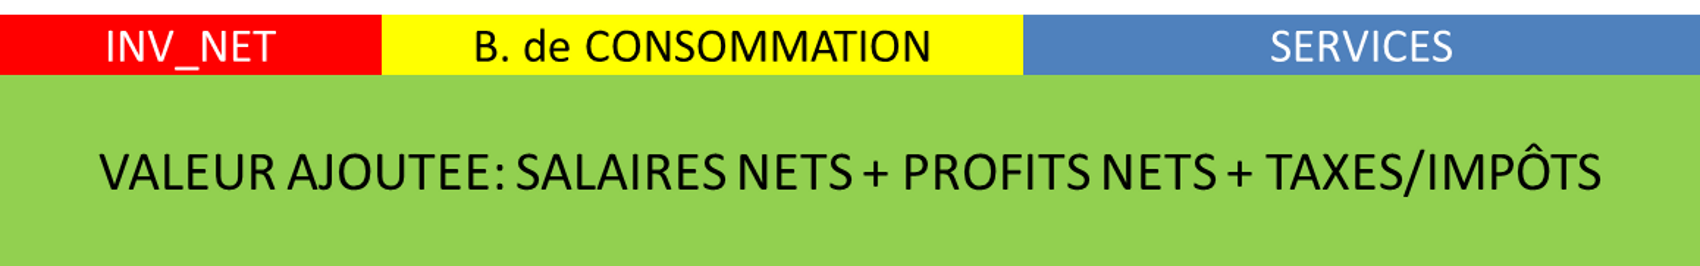 INV_NET B. de CONSOMMATION SERVICES
VALEUR AJOUTEE: SALAIRES NETS + PROFITS NETS + TAXES/IMPÔTS